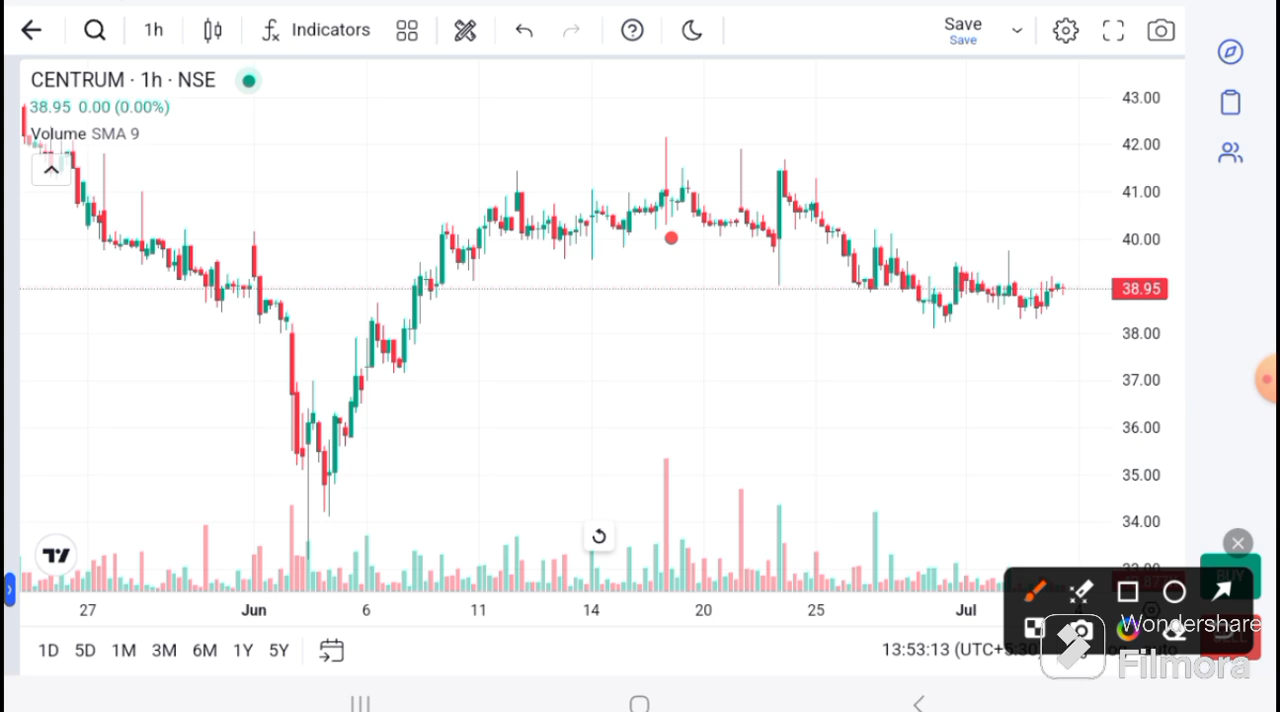 1h
Indicators
Save
Save
CENTRUM · 1h · NSE
38.95 0.00 (0.00%)
Volume SMA 9
43.00
42.00
41.00
40.00
38.95
38.00
37.00
36.00
35.00
34.00
27 Jun 6 11 14 20 25 Jul
1D 5D 1M 3M 6M 1Y 5Y
13:53:13 (UTC+5:30
Wondershare
Filmora